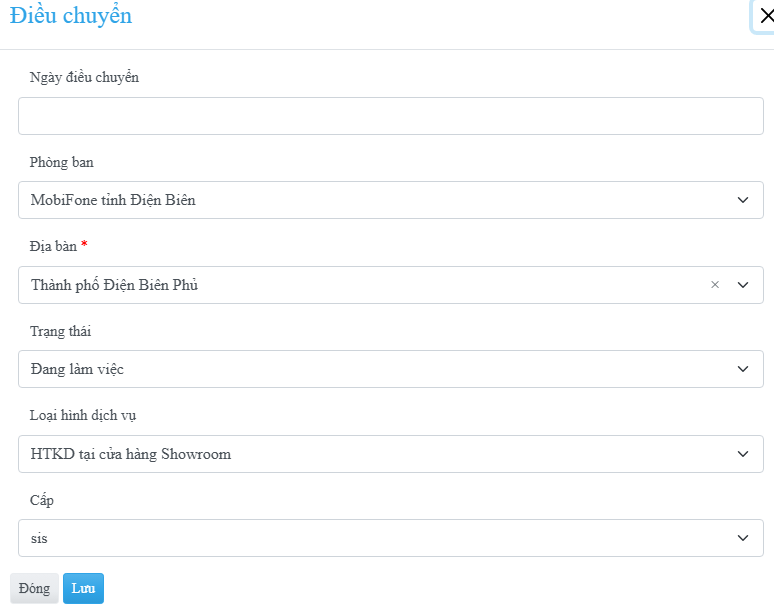 Điều chuyển
Ngày điều chuyển
Phòng ban
MobiFone tỉnh Điện Biên
Địa bàn *
Thành phố Điện Biên Phủ
Trạng thái
Đang làm việc
Loại hình dịch vụ
HTKD tại cửa hàng Showroom
Cấp
sis
Đóng Lưu